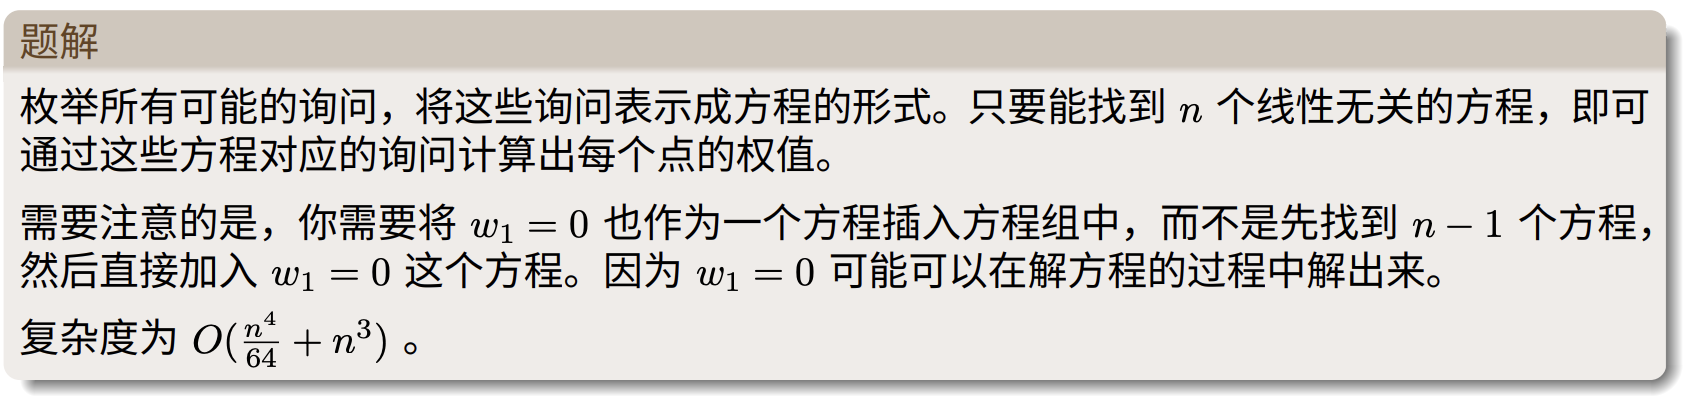 题解
枚举所有可能的询问，将这些询问表示成方程的形式。只要能找到 n 个线性无关的方程，即可
通过这些方程对应的询问计算出每个点的权值。
需要注意的是，你需要将 w₁ = 0 也作为一个方程插入方程组中，而不是先找到 n − 1 个方程，
然后直接加入 w₁ = 0 这个方程。因为 w₁ = 0 可能可以在解方程的过程中解出来。
复杂度为 O(n⁴/64 + n³) 。